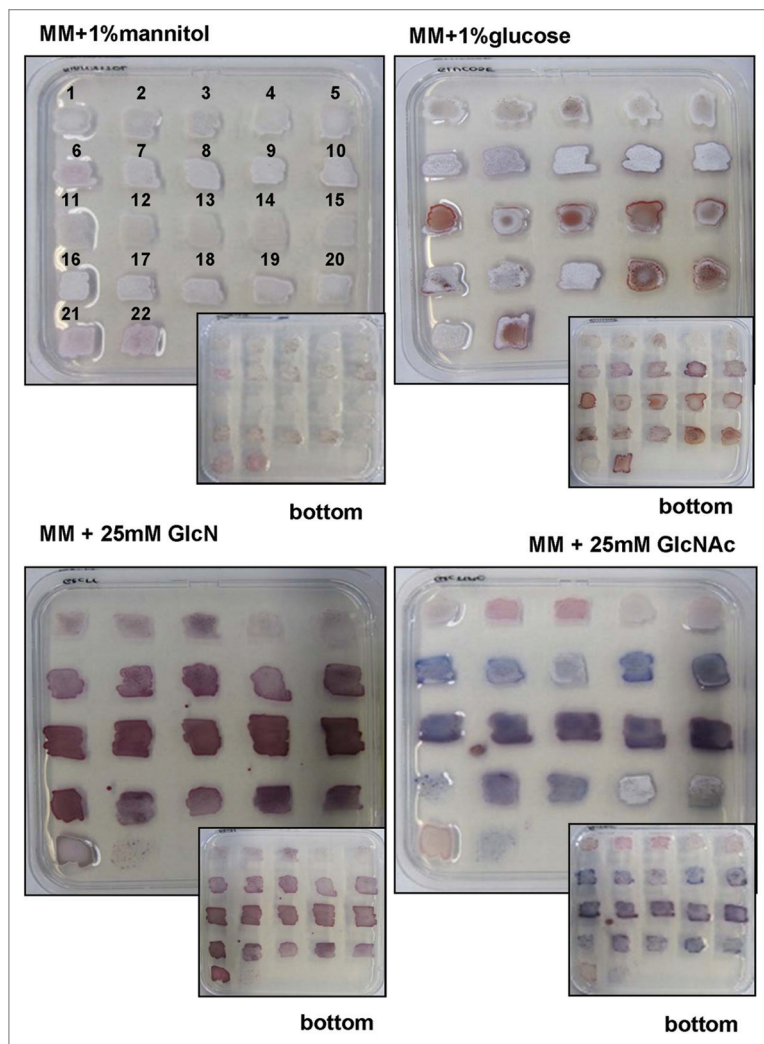 MM+1%mannitol
MM+1%glucose
1 2 3 4 5
6 7 8 9 10
11 12 13 14 15
16 17 18 19 20
21 22
bottom
bottom
MM + 25mM GlcN
MM + 25mM GlcNAc
bottom
bottom